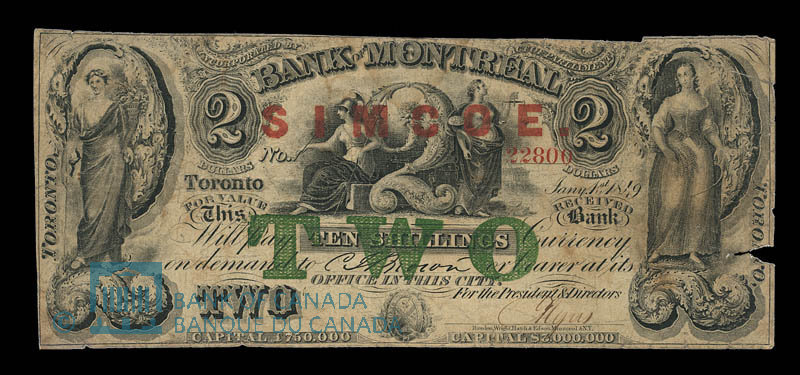 INCORPORATED BY ACT OF PARLIAMENT
BANK OF MONTREAL
2 2
SIMCOE.
DOLLARS DOLLARS
No. 22800
TORONTO.
Toronto Jany 1st 1849
FOR VALUE RECEIVED
This Bank
Will pay TEN SHILLINGS Currency
TWO
on demand to or bearer at its
OFFICE IN THIS CITY.
TWO For the President & Directors
CAPITAL £750.000 CAPITAL $3,000.000
TORONTO.
© BANK OF CANADA
BANQUE DU CANADA